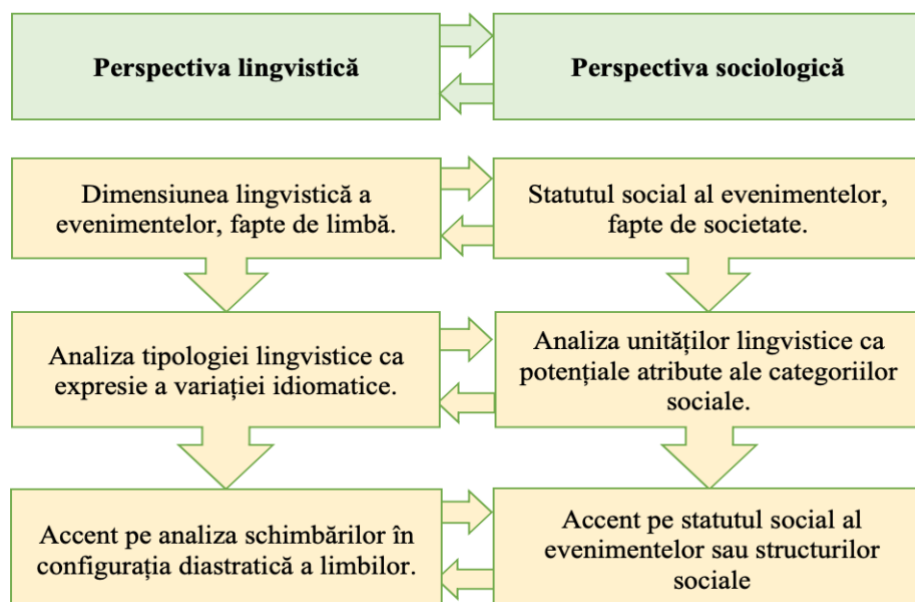 Perspectiva lingvistică
Perspectiva sociologică
Dimensiunea lingvistică a
evenimentelor, fapte de limbă.
Statutul social al evenimentelor,
fapte de societate.
Analiza tipologiei lingvistice ca
expresie a variației idiomatice.
Analiza unităților lingvistice ca
potențiale atribute ale categoriilor
sociale.
Accent pe analiza schimbărilor în
configurația diastratică a limbilor.
Accent pe statutul social al
evenimentelor sau structurilor
sociale